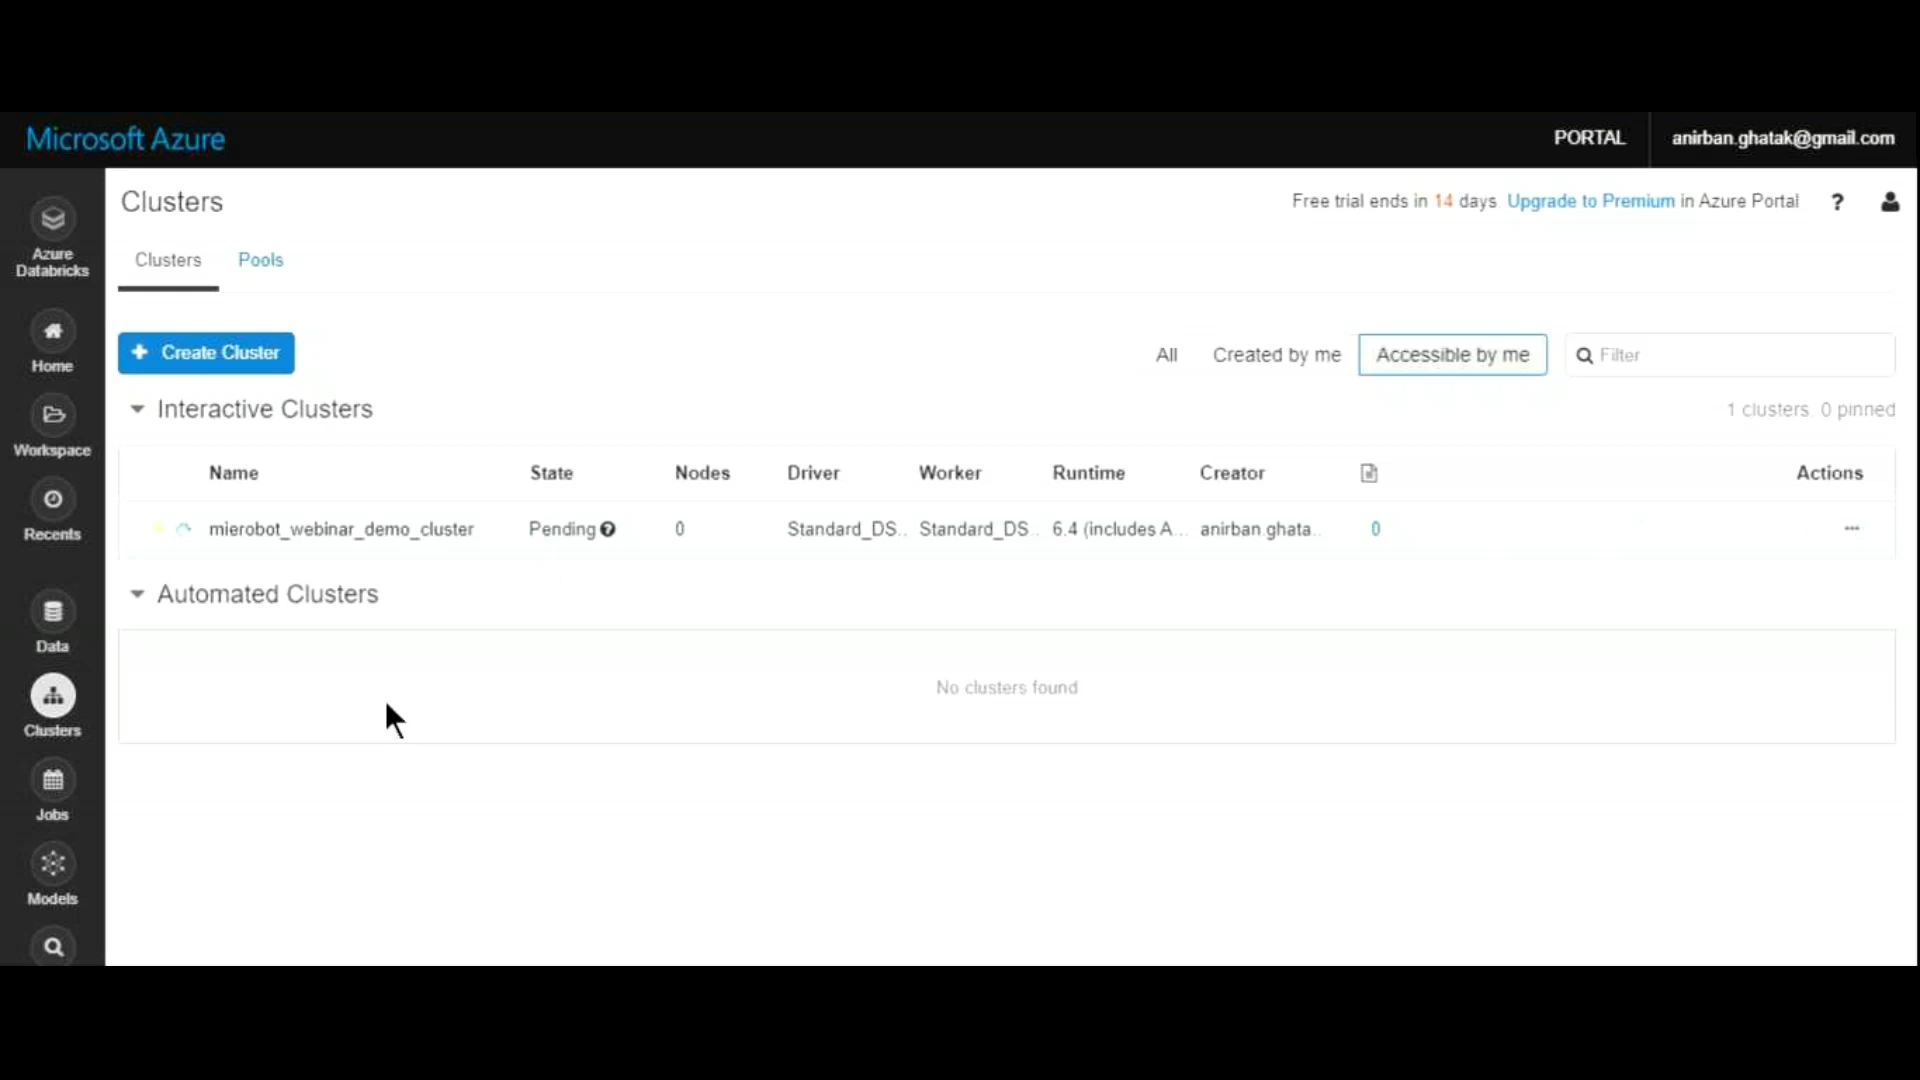 Microsoft Azure
PORTAL
anirban.ghatak@gmail.com
Azure
Databricks
Home
Workspace
Recents
Data
Clusters
Jobs
Models
Clusters
Free trial ends in 14 days Upgrade to Premium in Azure Portal ?
Clusters Pools
+ Create Cluster
All Created by me Accessible by me Filter
Interactive Clusters
1 clusters, 0 pinned
Name State Nodes Driver Worker Runtime Creator Actions
mierobot_webinar_demo_cluster Pending ? 0 Standard_DS... Standard_DS... 6.4 (includes A... anirban.ghata... 0 ...
Automated Clusters
No clusters found